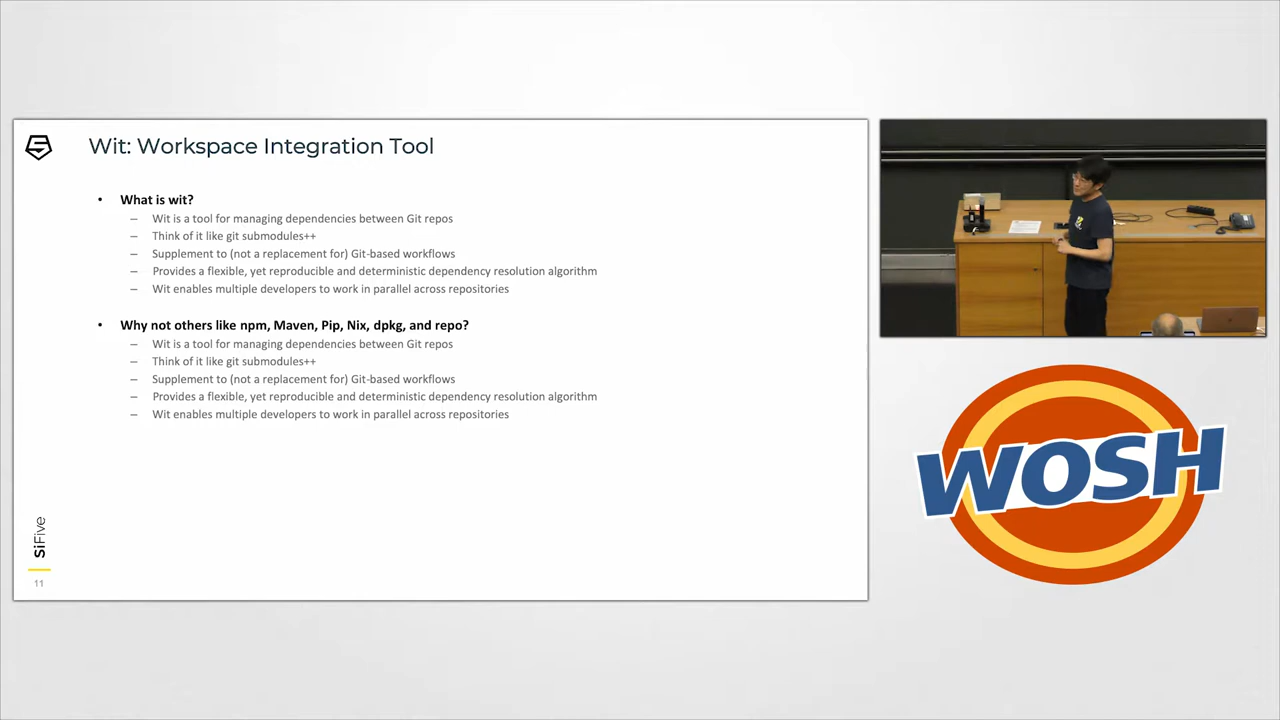 Wit: Workspace Integration Tool
• What is wit?
– Wit is a tool for managing dependencies between Git repos
– Think of it like git submodules++
– Supplement to (not a replacement for) Git-based workflows
– Provides a flexible, yet reproducible and deterministic dependency resolution algorithm
– Wit enables multiple developers to work in parallel across repositories
• Why not others like npm, Maven, Pip, Nix, dpkg, and repo?
– Wit is a tool for managing dependencies between Git repos
– Think of it like git submodules++
– Supplement to (not a replacement for) Git-based workflows
– Provides a flexible, yet reproducible and deterministic dependency resolution algorithm
– Wit enables multiple developers to work in parallel across repositories
SiFive
11
WOSH